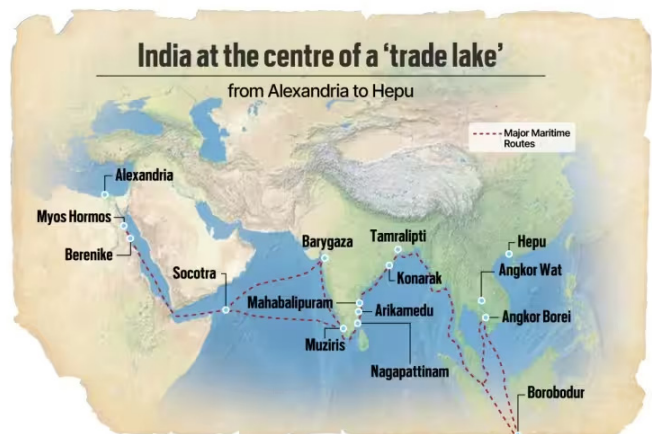 India at the centre of a ‘trade lake’
from Alexandria to Hepu
Major Maritime
Routes
Alexandria
Myos Hormos
Berenike
Socotra
Barygaza
Tamralipti
Hepu
Konarak
Angkor Wat
Mahabalipuram
Arikamedu
Angkor Borei
Muziris
Nagapattinam
Borobodur